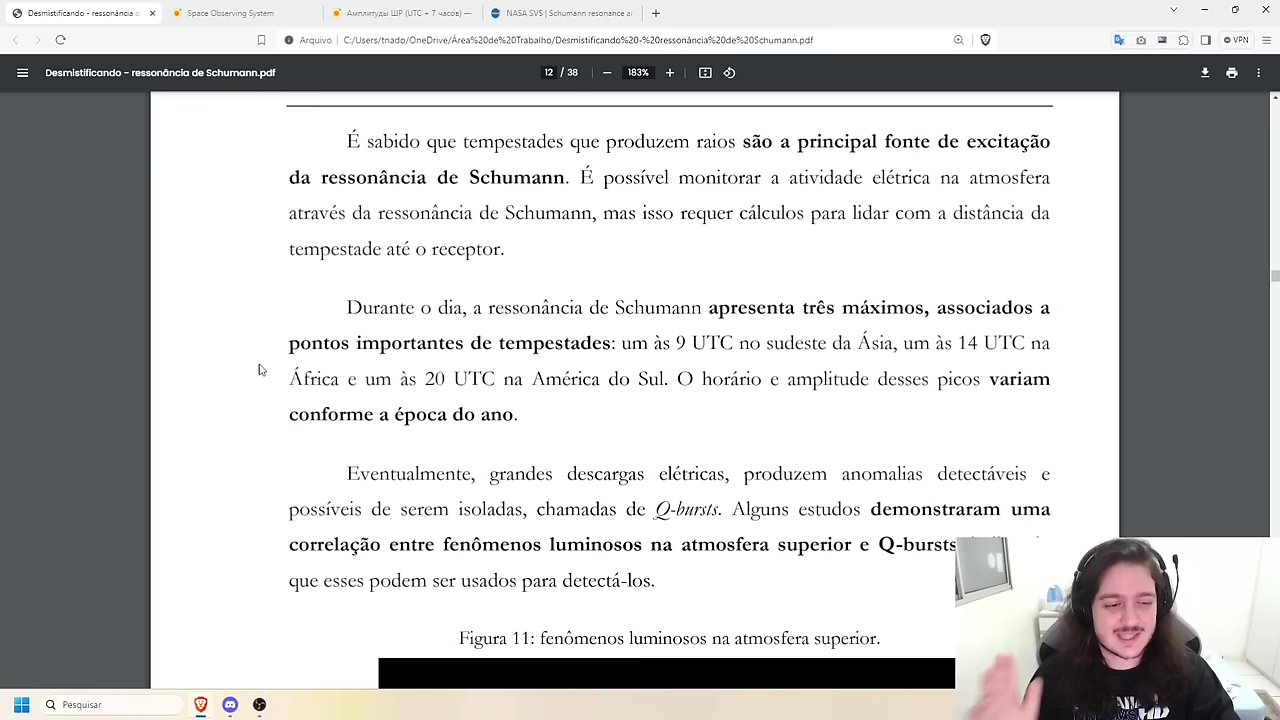 Desmistificando - ressonância d
Space Observing System
Амплитуды ШР (UTC + 7 часов) —
NASA SVS | Schumann resonance an
Arquivo
C:/Users/tnado/OneDrive/Área%20de%20Trabalho/Desmistificando%20-%20ressonância%20de%20Schumann.pdf
VPN
Desmistificando - ressonância de Schumann.pdf
12 / 38
183%
É sabido que tempestades que produzem raios são a principal fonte de excitação
da ressonância de Schumann. É possível monitorar a atividade elétrica na atmosfera
através da ressonância de Schumann, mas isso requer cálculos para lidar com a distância da
tempestade até o receptor.
Durante o dia, a ressonância de Schumann apresenta três máximos, associados a
pontos importantes de tempestades: um às 9 UTC no sudeste da Ásia, um às 14 UTC na
África e um às 20 UTC na América do Sul. O horário e amplitude desses picos variam
conforme a época do ano.
Eventualmente, grandes descargas elétricas, produzem anomalias detectáveis e
possíveis de serem isoladas, chamadas de Q-bursts. Alguns estudos demonstraram uma
correlação entre fenômenos luminosos na atmosfera superior e Q-bursts
que esses podem ser usados para detectá-los.
Figura 11: fenômenos luminosos na atmosfera superior.
Pesquisar